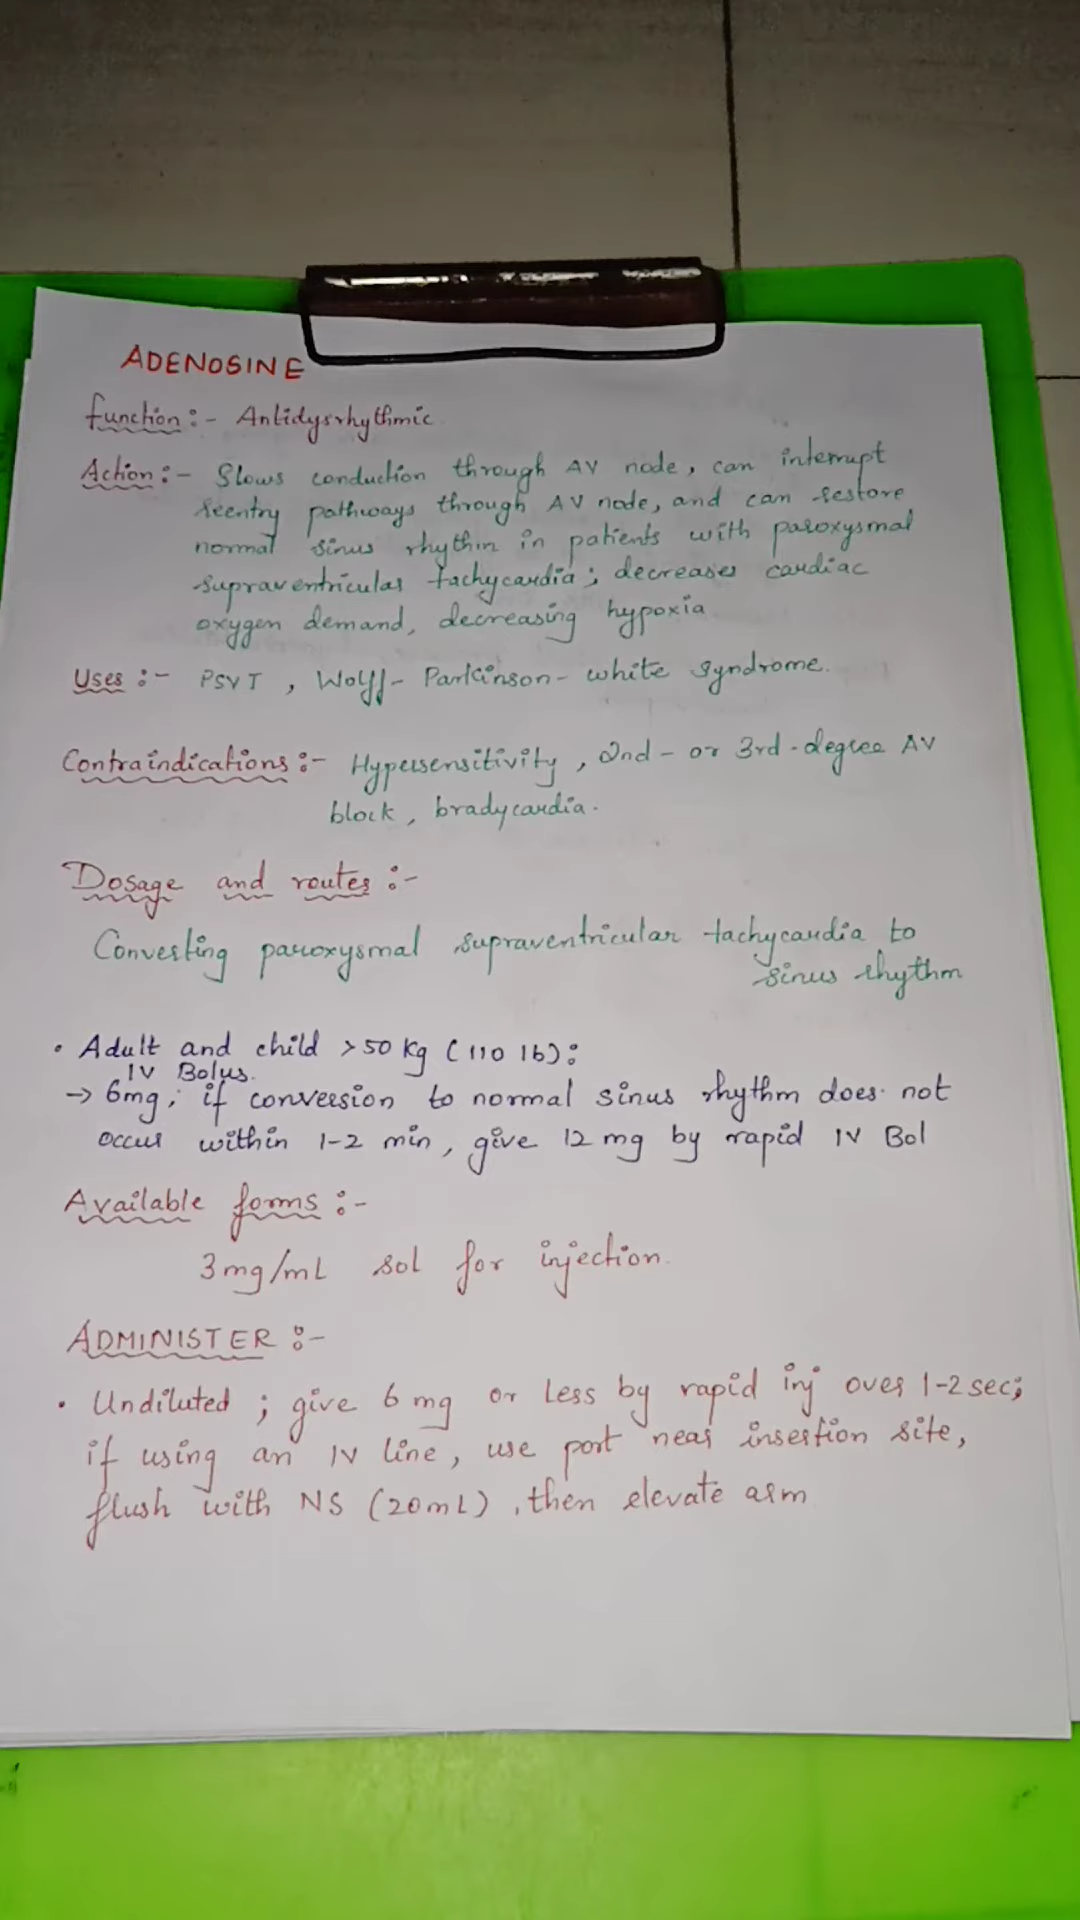 ADENOSINE
Function:- Antidysrhythmic
Action:- Slows conduction through AV node, can interrupt
reentry pathways through AV node, and can restore
normal sinus rhythm in patients with paroxysmal
supraventricular tachycardia; decreases cardiac
oxygen demand, decreasing hypoxia
Uses:- PSVT, Wolff-Parkinson-white syndrome.
Contraindications:- Hypersensitivity, 2nd- or 3rd-degree AV
block, bradycardia.
Dosage and routes:-
Converting paroxysmal supraventricular tachycardia to
sinus rhythm
• Adult and child >50 kg (110 lb):
IV Bolus.
→ 6mg; if conversion to normal sinus rhythm does not
occur within 1-2 min, give 12 mg by rapid IV Bol
Available forms:-
3mg/mL sol for injection.
ADMINISTER:-
• Undiluted; give 6 mg or less by rapid inj over 1-2 sec;
if using an IV line, use port near insertion site,
flush with NS (20mL), then elevate arm